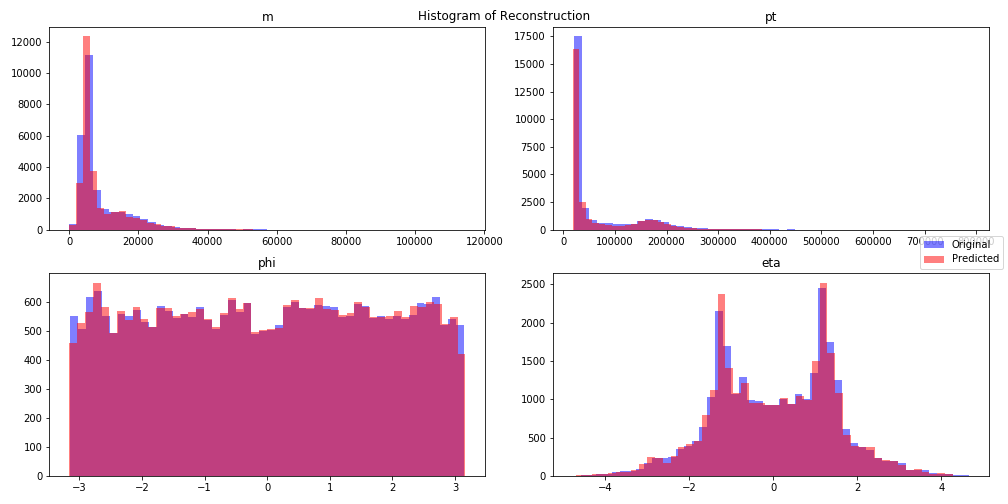 Histogram of Reconstruction
m
pt
12000
10000
8000
6000
4000
2000
0
0 20000 40000 60000 80000 100000 120000
17500
15000
12500
10000
7500
5000
2500
0
0 100000 200000 300000 400000 500000 600000 700000 800000
Original
Predicted
phi
eta
600
500
400
300
200
100
0
−3 −2 −1 0 1 2 3
2500
2000
1500
1000
500
0
−4 −2 0 2 4